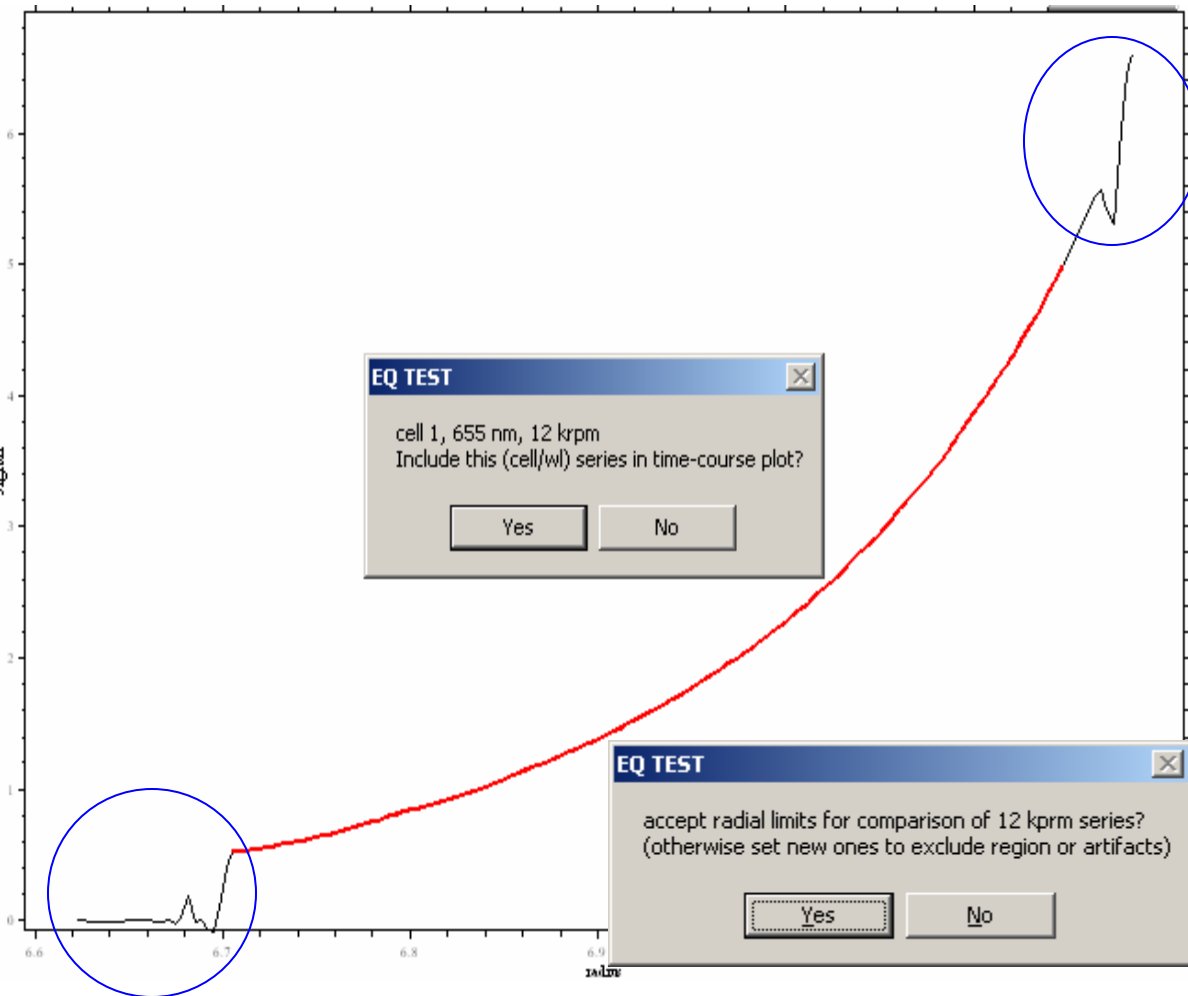 6
5
4
3
2
1
0
EQ TEST
cell 1, 655 nm, 12 krpm
Include this (cell/wl) series in time-course plot?
Yes
No
EQ TEST
accept radial limits for comparison of 12 kprm series?
(otherwise set new ones to exclude region or artifacts)
Yes
No
6.6
6.7
6.8
6.9
radius